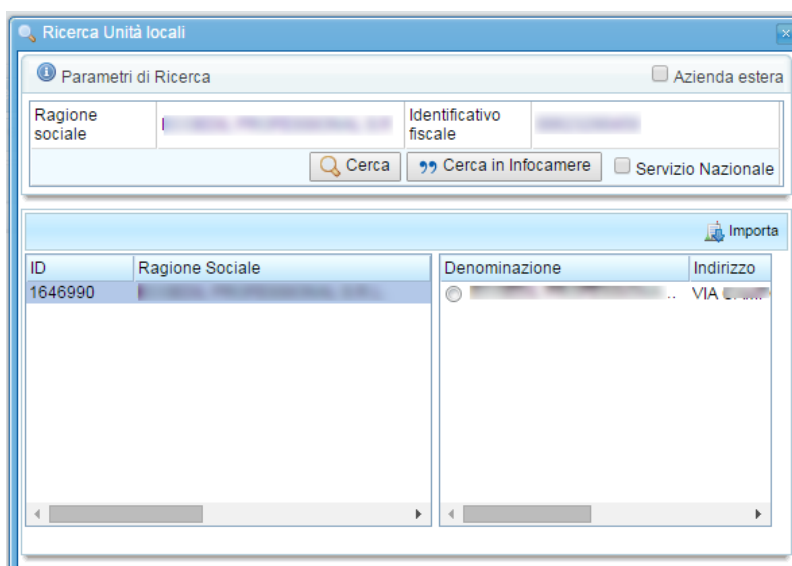 Ricerca Unità locali
Parametri di Ricerca Azienda estera
Ragione sociale Identificativo fiscale
Cerca Cerca in Infocamere Servizio Nazionale
Importa
ID Ragione Sociale Denominazione Indirizzo
1646990 .. VIA